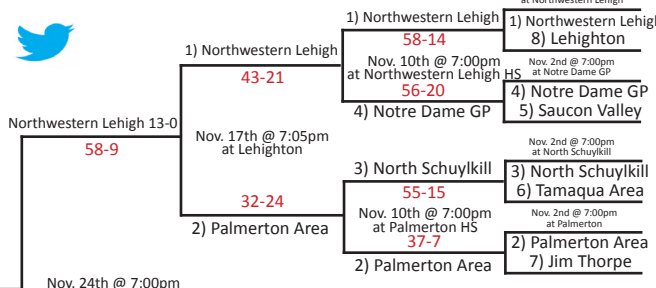 at Northwestern Lehigh
1) Northwestern Lehigh
8) Lehighton
1) Northwestern Lehigh
58-14
Nov. 10th @ 7:00pm
at Northwestern Lehigh HS
56-20
4) Notre Dame GP
Nov. 2nd @ 7:00pm
at Notre Dame GP
4) Notre Dame GP
5) Saucon Valley
1) Northwestern Lehigh
43-21
Nov. 17th @ 7:05pm
at Lehighton
32-24
2) Palmerton Area
Northwestern Lehigh 13-0
58-9
Nov. 2nd @ 7:00pm
at North Schuylkill
3) North Schuylkill
6) Tamaqua Area
3) North Schuylkill
55-15
Nov. 10th @ 7:00pm
at Palmerton HS
37-7
2) Palmerton Area
Nov. 2nd @ 7:00pm
at Palmerton
2) Palmerton Area
7) Jim Thorpe
Nov. 24th @ 7:00pm